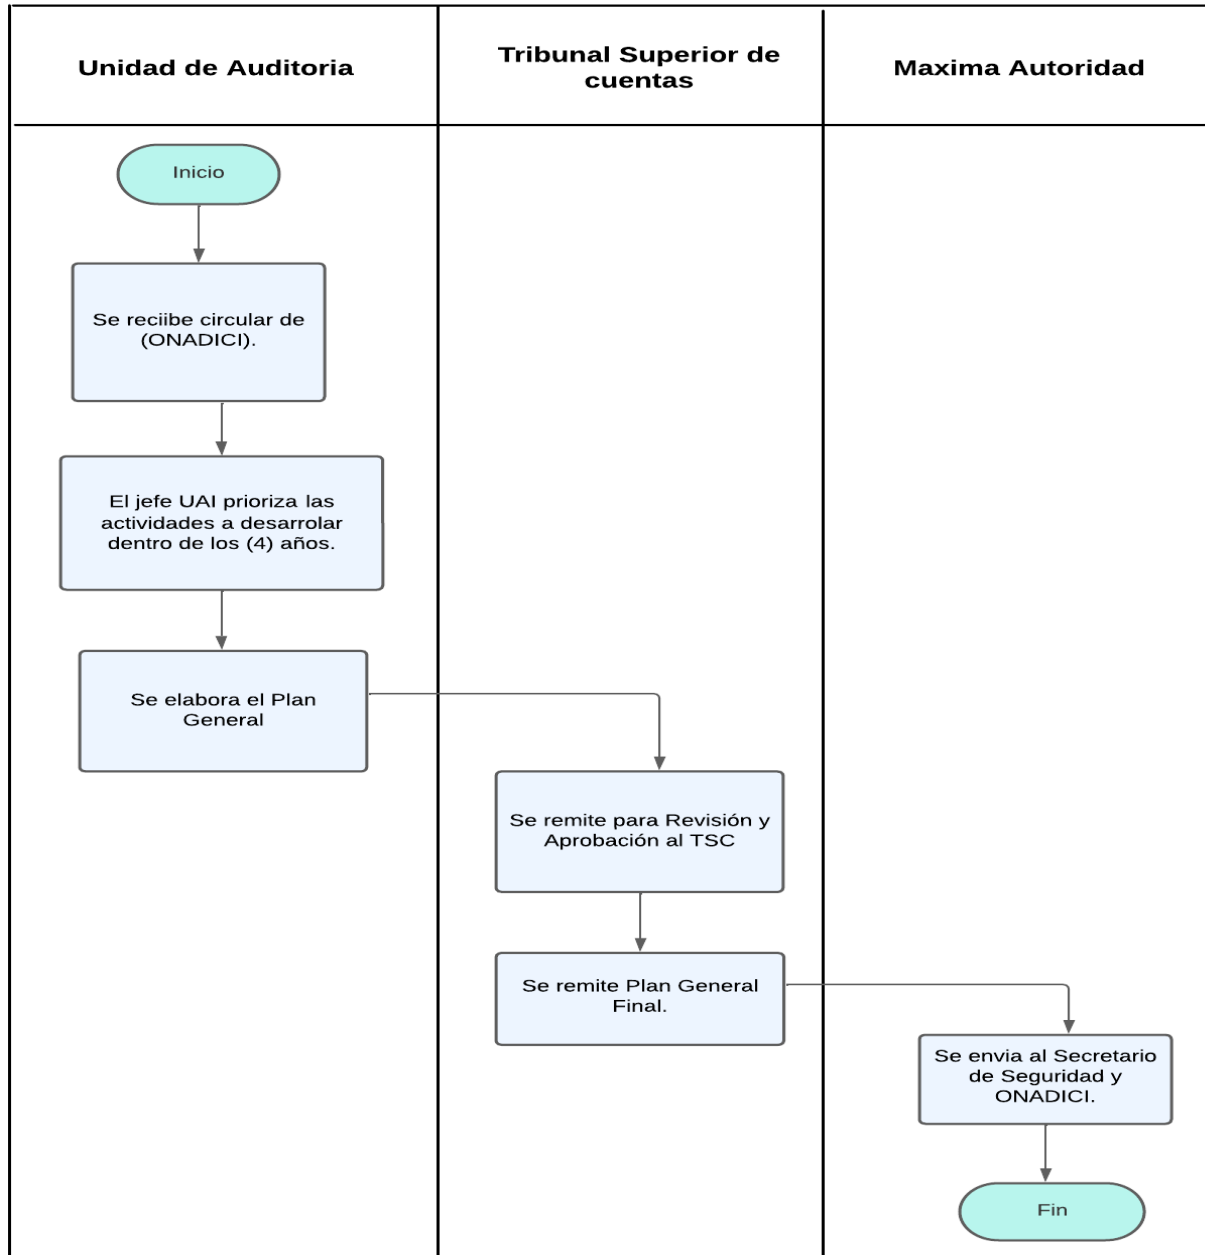 Unidad de Auditoria
Tribunal Superior de
cuentas
Maxima Autoridad
Inicio
Se reciibe circular de
(ONADICI).
El jefe UAI prioriza las
actividades a desarrolar
dentro de los (4) años.
Se elabora el Plan
General
Se remite para Revisión y
Aprobación al TSC
Se remite Plan General
Final.
Se envia al Secretario
de Seguridad y
ONADICI.
Fin